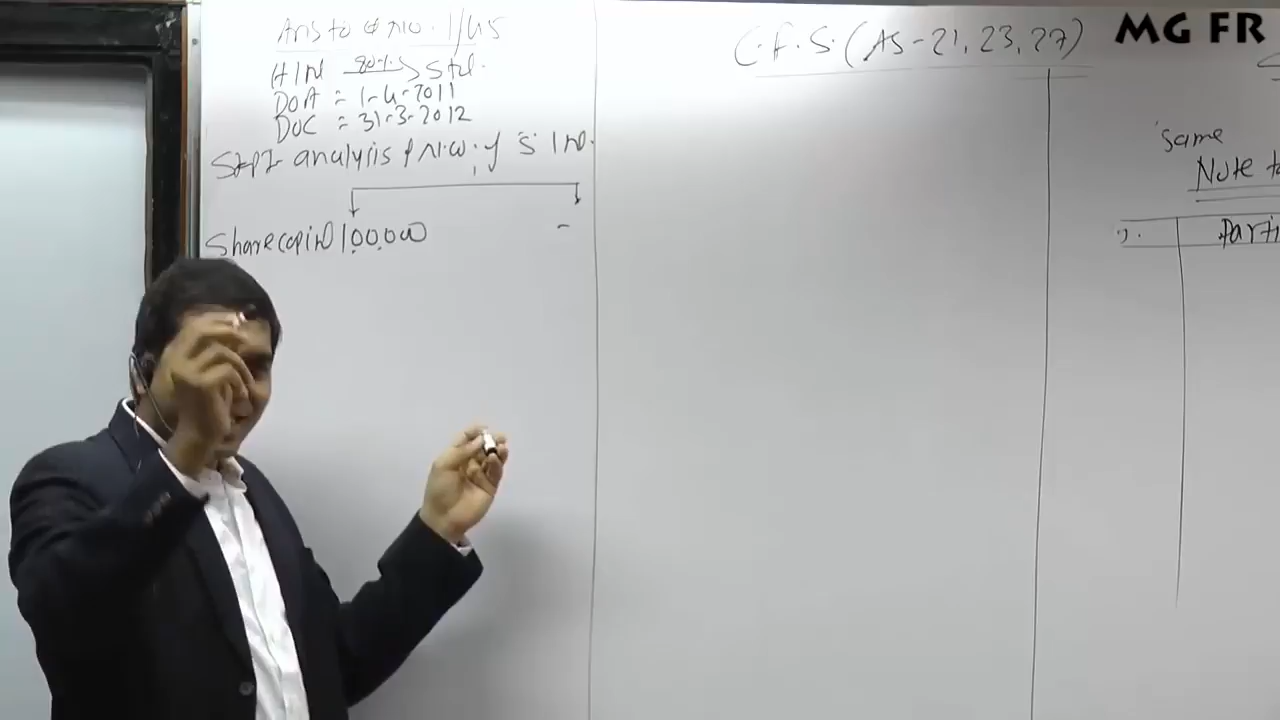 Ans to Q no. 1/45
H Ltd 80% S Ltd.
DOA = 1-4-2011
DOC = 31-3-2012
analysis of N.W. of S Ltd.
Share capital 100,000 -
C.F.S. (AS-21, 23, 27)
MG FR
same
Note to
Parti